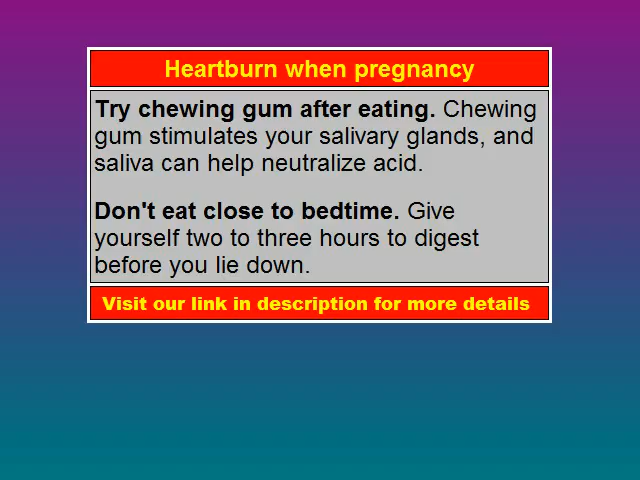 Heartburn when pregnancy
Try chewing gum after eating. Chewing
gum stimulates your salivary glands, and
saliva can help neutralize acid.
Don't eat close to bedtime. Give
yourself two to three hours to digest
before you lie down.
Visit our link in description for more details